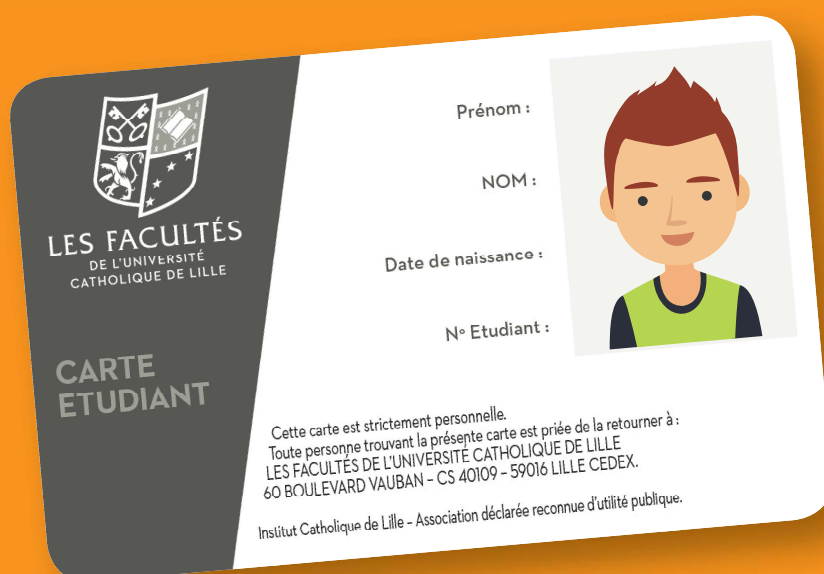 LES FACULTÉS
DE L'UNIVERSITÉ
CATHOLIQUE DE LILLE
CARTE
ETUDIANT
Prénom :
NOM :
Date de naissance :
N° Etudiant :
Cette carte est strictement personnelle.
Toute personne trouvant la présente carte est priée de la retourner à :
LES FACULTÉS DE L'UNIVERSITÉ CATHOLIQUE DE LILLE
60 BOULEVARD VAUBAN – CS 40109 – 59016 LILLE CEDEX.
Institut Catholique de Lille – Association déclarée reconnue d'utilité publique.